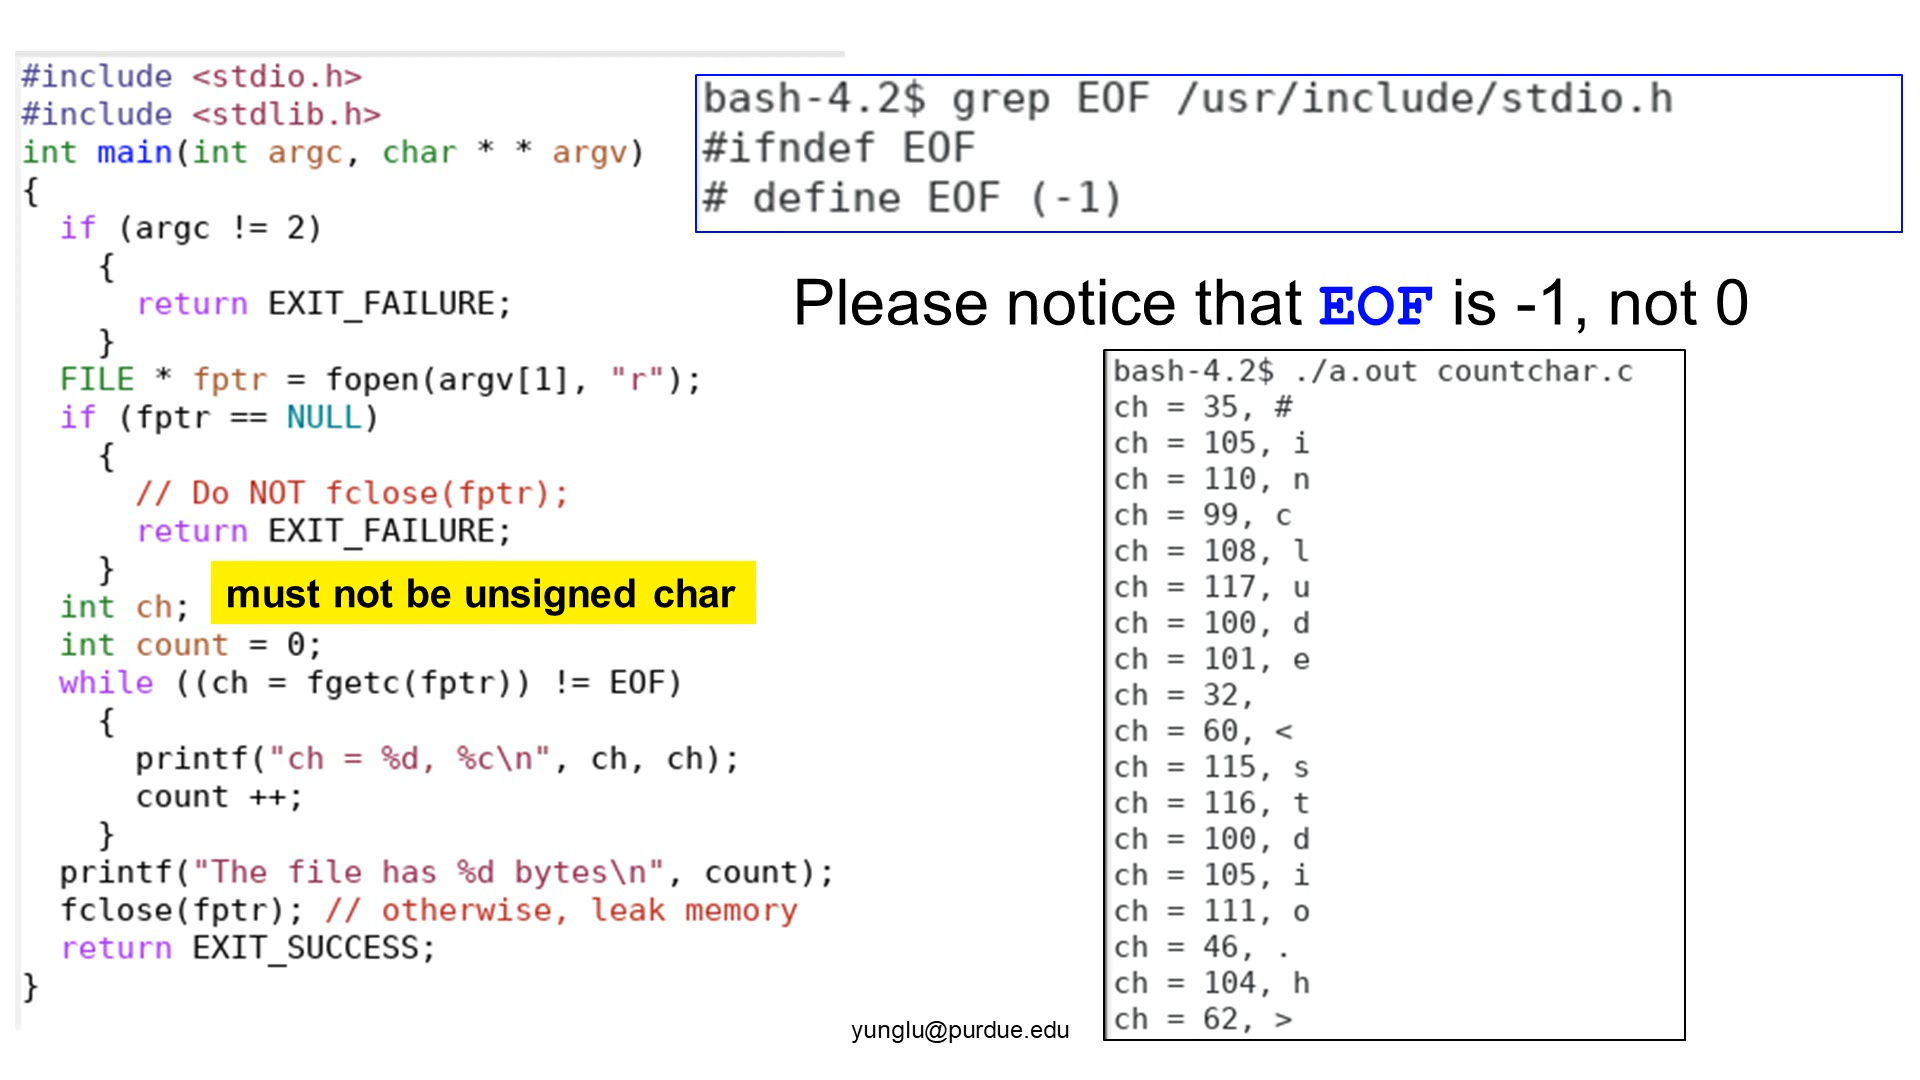 #include <stdio.h>
#include <stdlib.h>
int main(int argc, char * * argv)
{
  if (argc != 2)
    {
      return EXIT_FAILURE;
    }
  FILE * fptr = fopen(argv[1], "r");
  if (fptr == NULL)
    {
      // Do NOT fclose(fptr);
      return EXIT_FAILURE;
    }
  int ch;
must not be unsigned char
  int count = 0;
  while ((ch = fgetc(fptr)) != EOF)
    {
      printf("ch = %d, %c\n", ch, ch);
      count ++;
    }
  printf("The file has %d bytes\n", count);
  fclose(fptr); // otherwise, leak memory
  return EXIT_SUCCESS;
}
bash-4.2$ grep EOF /usr/include/stdio.h
#ifndef EOF
# define EOF (-1)
Please notice that EOF is -1, not 0
bash-4.2$ ./a.out countchar.c
ch = 35, #
ch = 105, i
ch = 110, n
ch = 99, c
ch = 108, l
ch = 117, u
ch = 100, d
ch = 101, e
ch = 32,
ch = 60, <
ch = 115, s
ch = 116, t
ch = 100, d
ch = 105, i
ch = 111, o
ch = 46, .
ch = 104, h
ch = 62, >
yunglu@purdue.edu